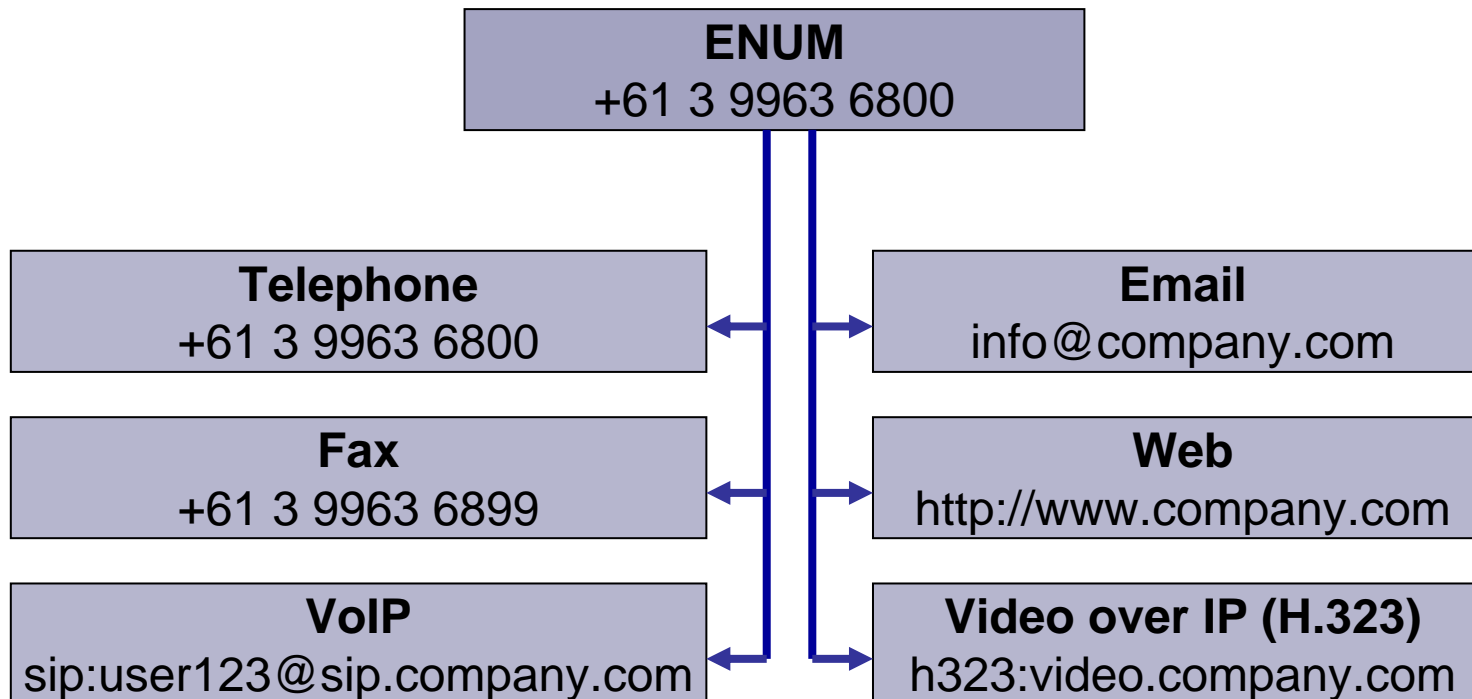 ENUM
+61 3 9963 6800
Telephone
+61 3 9963 6800
Email
info@company.com
Fax
+61 3 9963 6899
Web
http://www.company.com
VoIP
sip:user123@sip.company.com
Video over IP (H.323)
h323:video.company.com